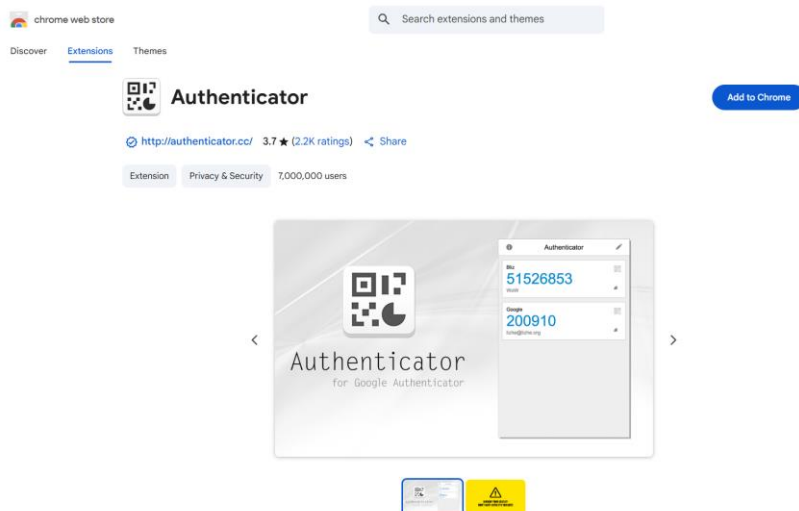 chrome web store
Search extensions and themes
Discover Extensions Themes
Authenticator
Add to Chrome
http://authenticator.cc/ 3.7 ★ (2.2K ratings) Share
Extension Privacy & Security 7,000,000 users
Authenticator
for Google Authenticator
Authenticator
51526853
Google
200910